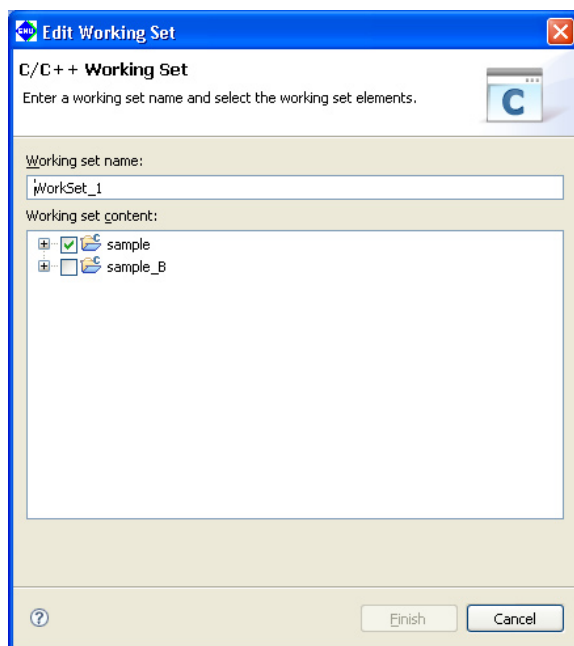 Edit Working Set
C/C++ Working Set
Enter a working set name and select the working set elements.
C
Working set name:
WorkSet_1
Working set content:
sample
sample_B
Finish
Cancel